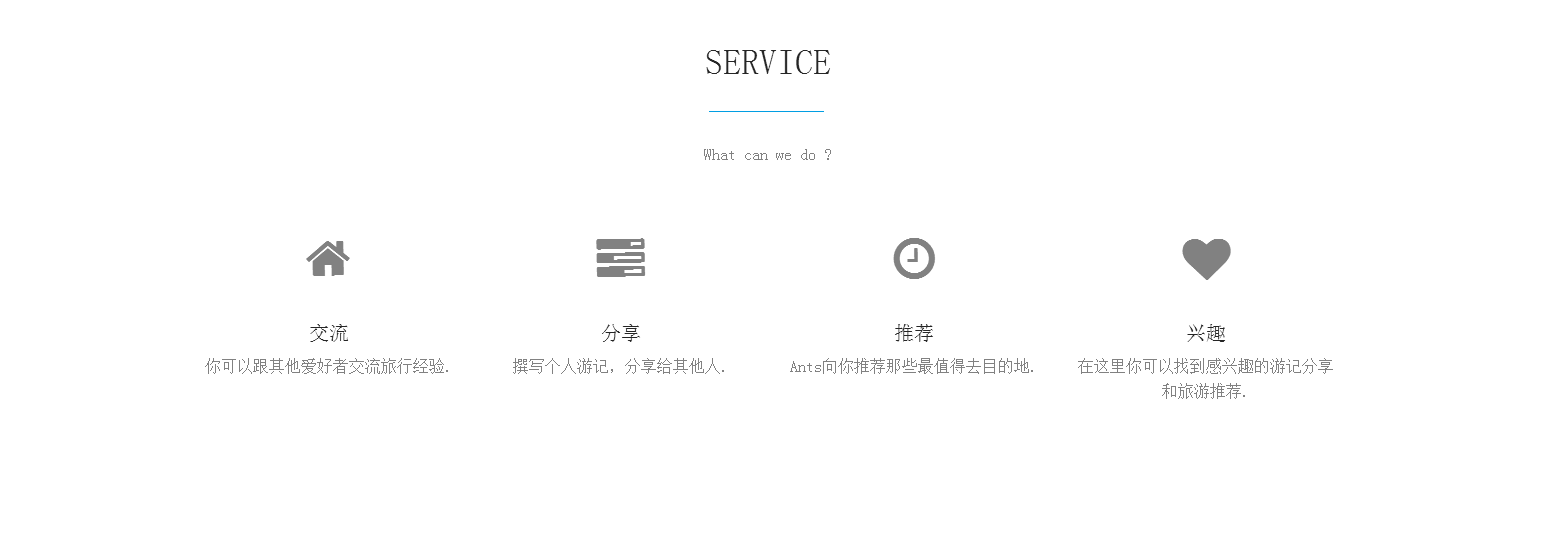 SERVICE
What can we do ?
交流
分享
推荐
兴趣
你可以跟其他爱好者交流旅行经验.
撰写个人游记，分享给其他人.
Ants向你推荐那些最值得去目的地.
在这里你可以找到感兴趣的游记分享
和旅游推荐.